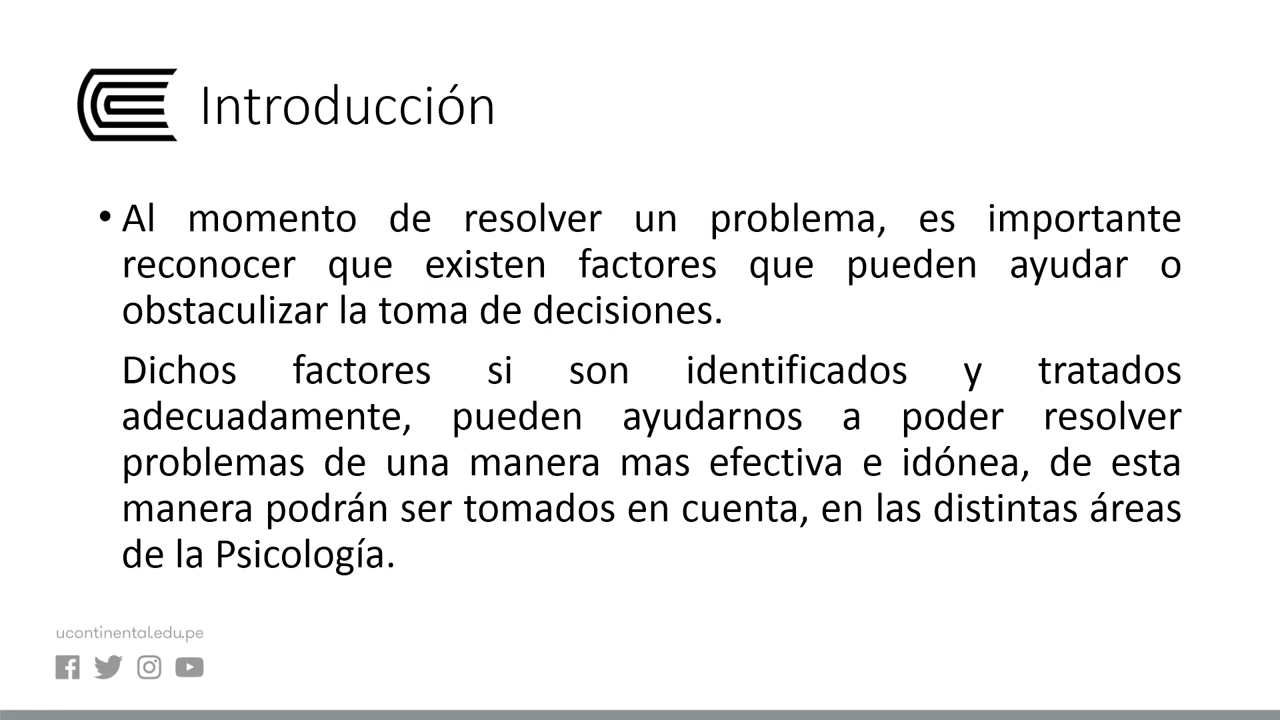 Introducción
• Al momento de resolver un problema, es importante
reconocer que existen factores que pueden ayudar o
obstaculizar la toma de decisiones.
Dichos factores si son identificados y tratados
adecuadamente, pueden ayudarnos a poder resolver
problemas de una manera mas efectiva e idónea, de esta
manera podrán ser tomados en cuenta, en las distintas áreas
de la Psicología.
ucontinental.edu.pe